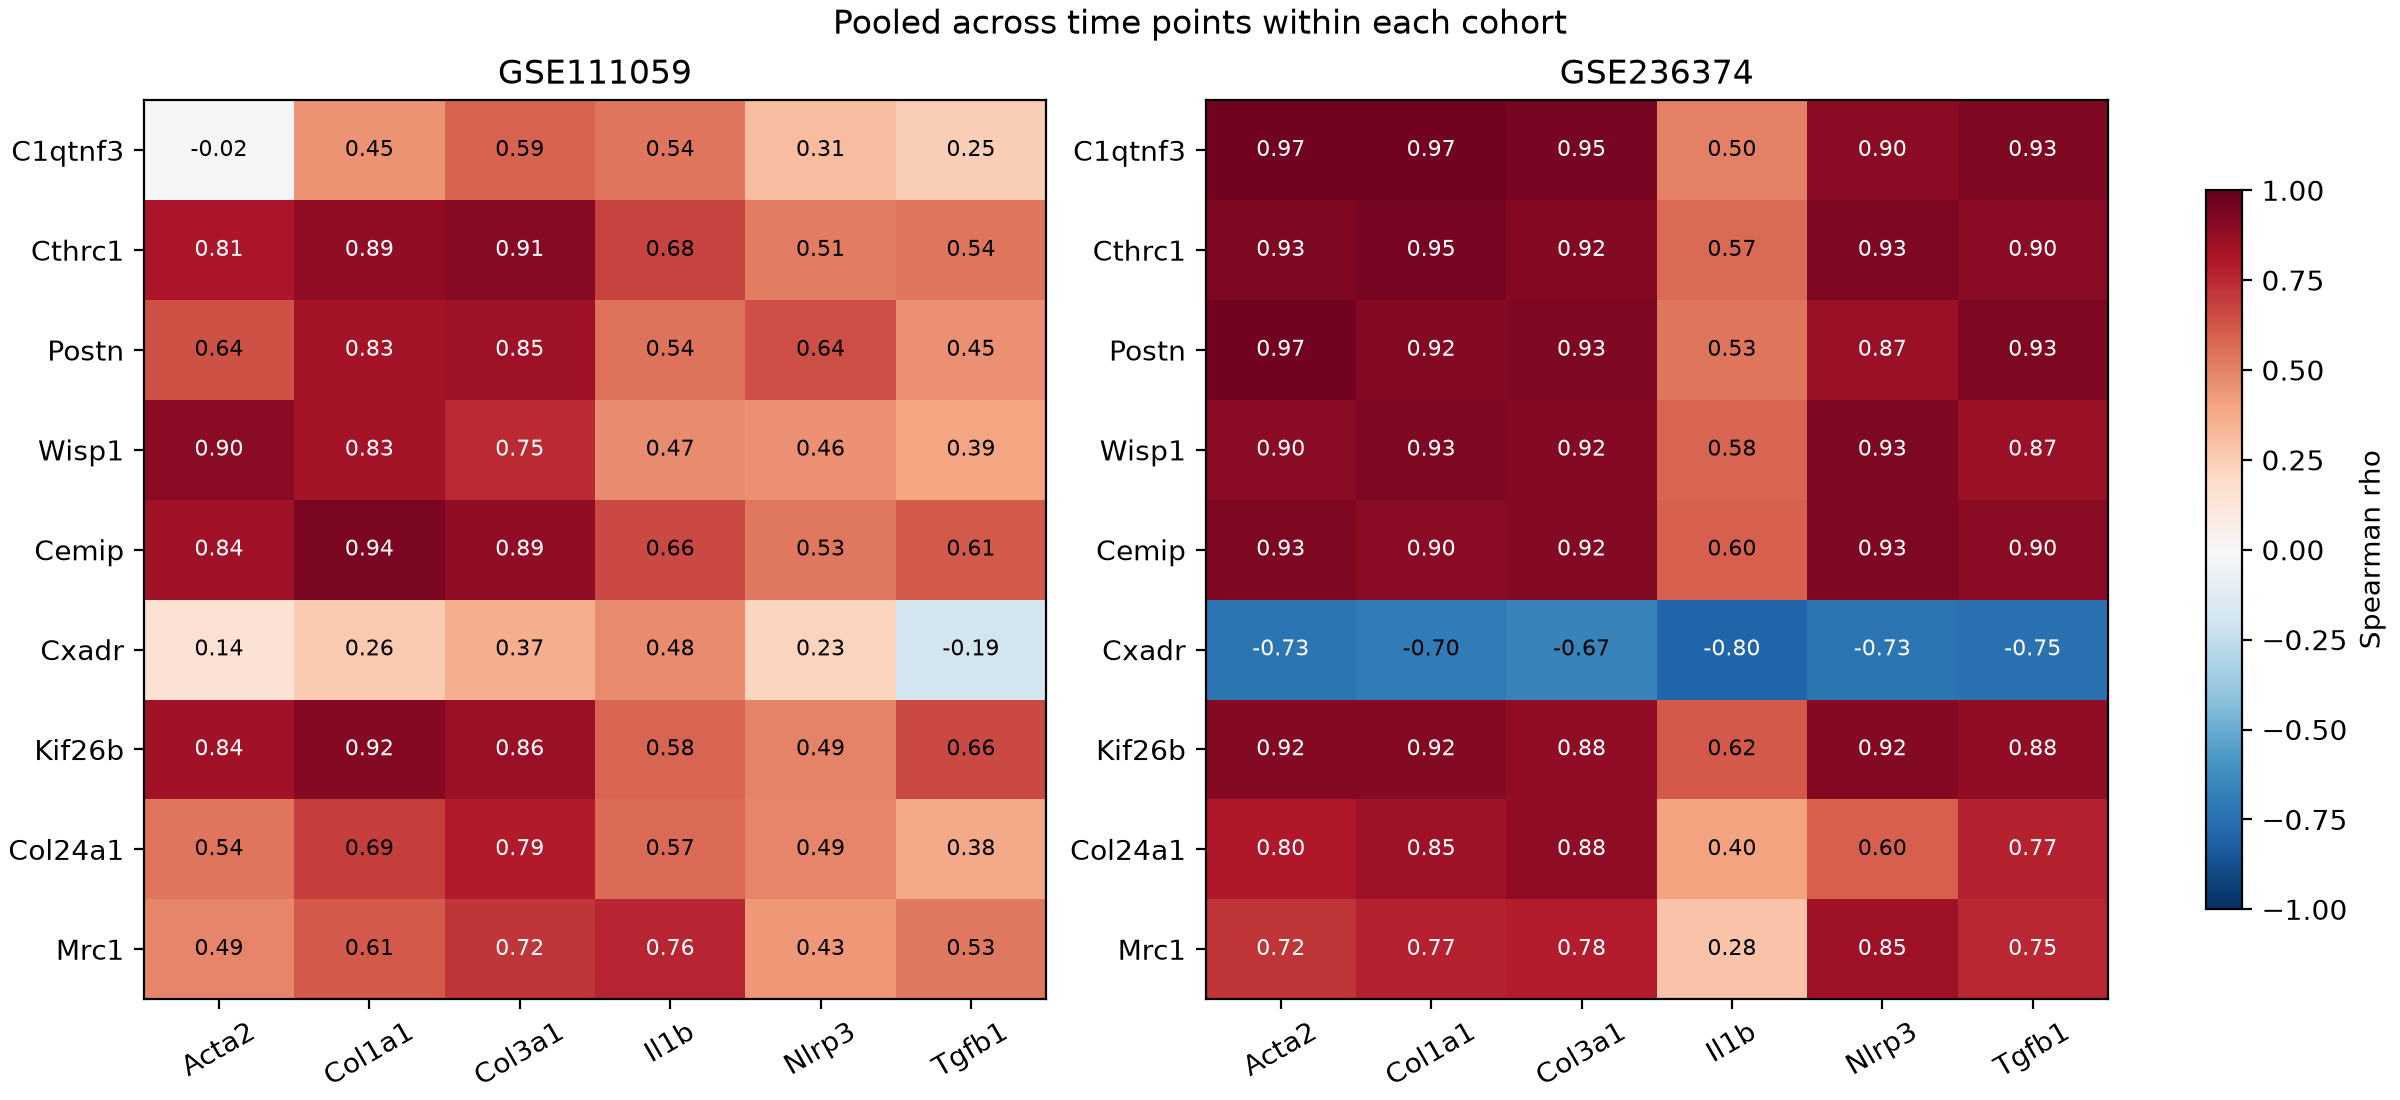 Pooled across time points within each cohort
GSE111059
C1qtnf3 -0.02 0.45 0.59 0.54 0.31 0.25
Cthrc1 0.81 0.89 0.91 0.68 0.51 0.54
Postn 0.64 0.83 0.85 0.54 0.64 0.45
Wisp1 0.90 0.83 0.75 0.47 0.46 0.39
Cemip 0.84 0.94 0.89 0.66 0.53 0.61
Cxadr 0.14 0.26 0.37 0.48 0.23 -0.19
Kif26b 0.84 0.92 0.86 0.58 0.49 0.66
Col24a1 0.54 0.69 0.79 0.57 0.49 0.38
Mrc1 0.49 0.61 0.72 0.76 0.43 0.53
Acta2 Col1a1 Col3a1 Il1b Nlrp3 Tgfb1
GSE236374
C1qtnf3 0.97 0.97 0.95 0.50 0.90 0.93
Cthrc1 0.93 0.95 0.92 0.57 0.93 0.90
Postn 0.97 0.92 0.93 0.53 0.87 0.93
Wisp1 0.90 0.93 0.92 0.58 0.93 0.87
Cemip 0.93 0.90 0.92 0.60 0.93 0.90
Cxadr -0.73 -0.70 -0.67 -0.80 -0.73 -0.75
Kif26b 0.92 0.92 0.88 0.62 0.92 0.88
Col24a1 0.80 0.85 0.88 0.40 0.60 0.77
Mrc1 0.72 0.77 0.78 0.28 0.85 0.75
Acta2 Col1a1 Col3a1 Il1b Nlrp3 Tgfb1
1.00
0.75
0.50
0.25
0.00
−0.25
−0.50
−0.75
−1.00
Spearman rho